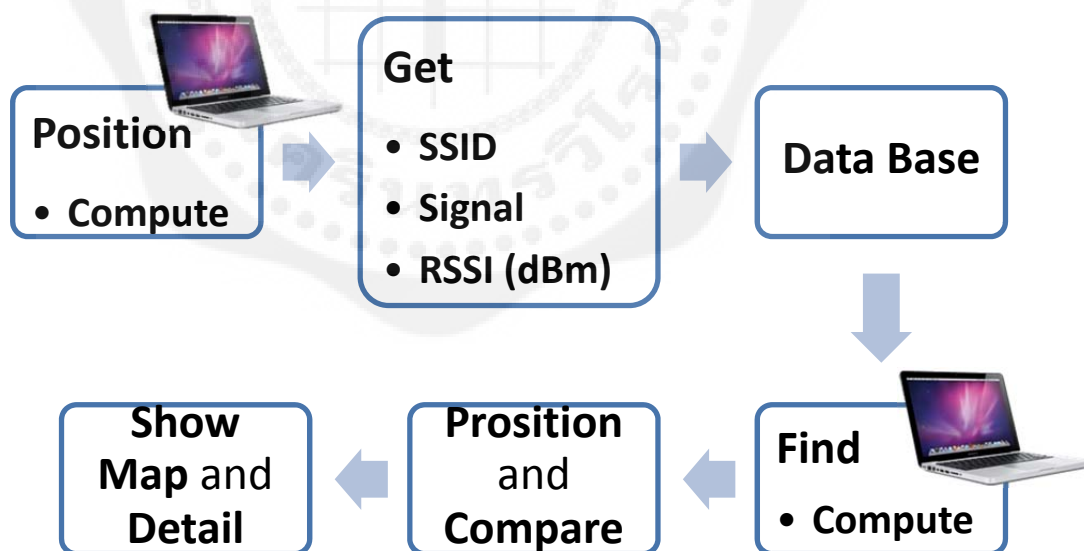 Position
• Compute
Get
• SSID
• Signal
• RSSI (dBm)
Data Base
Find
• Compute
Prosition
and
Compare
Show
Map and
Detail